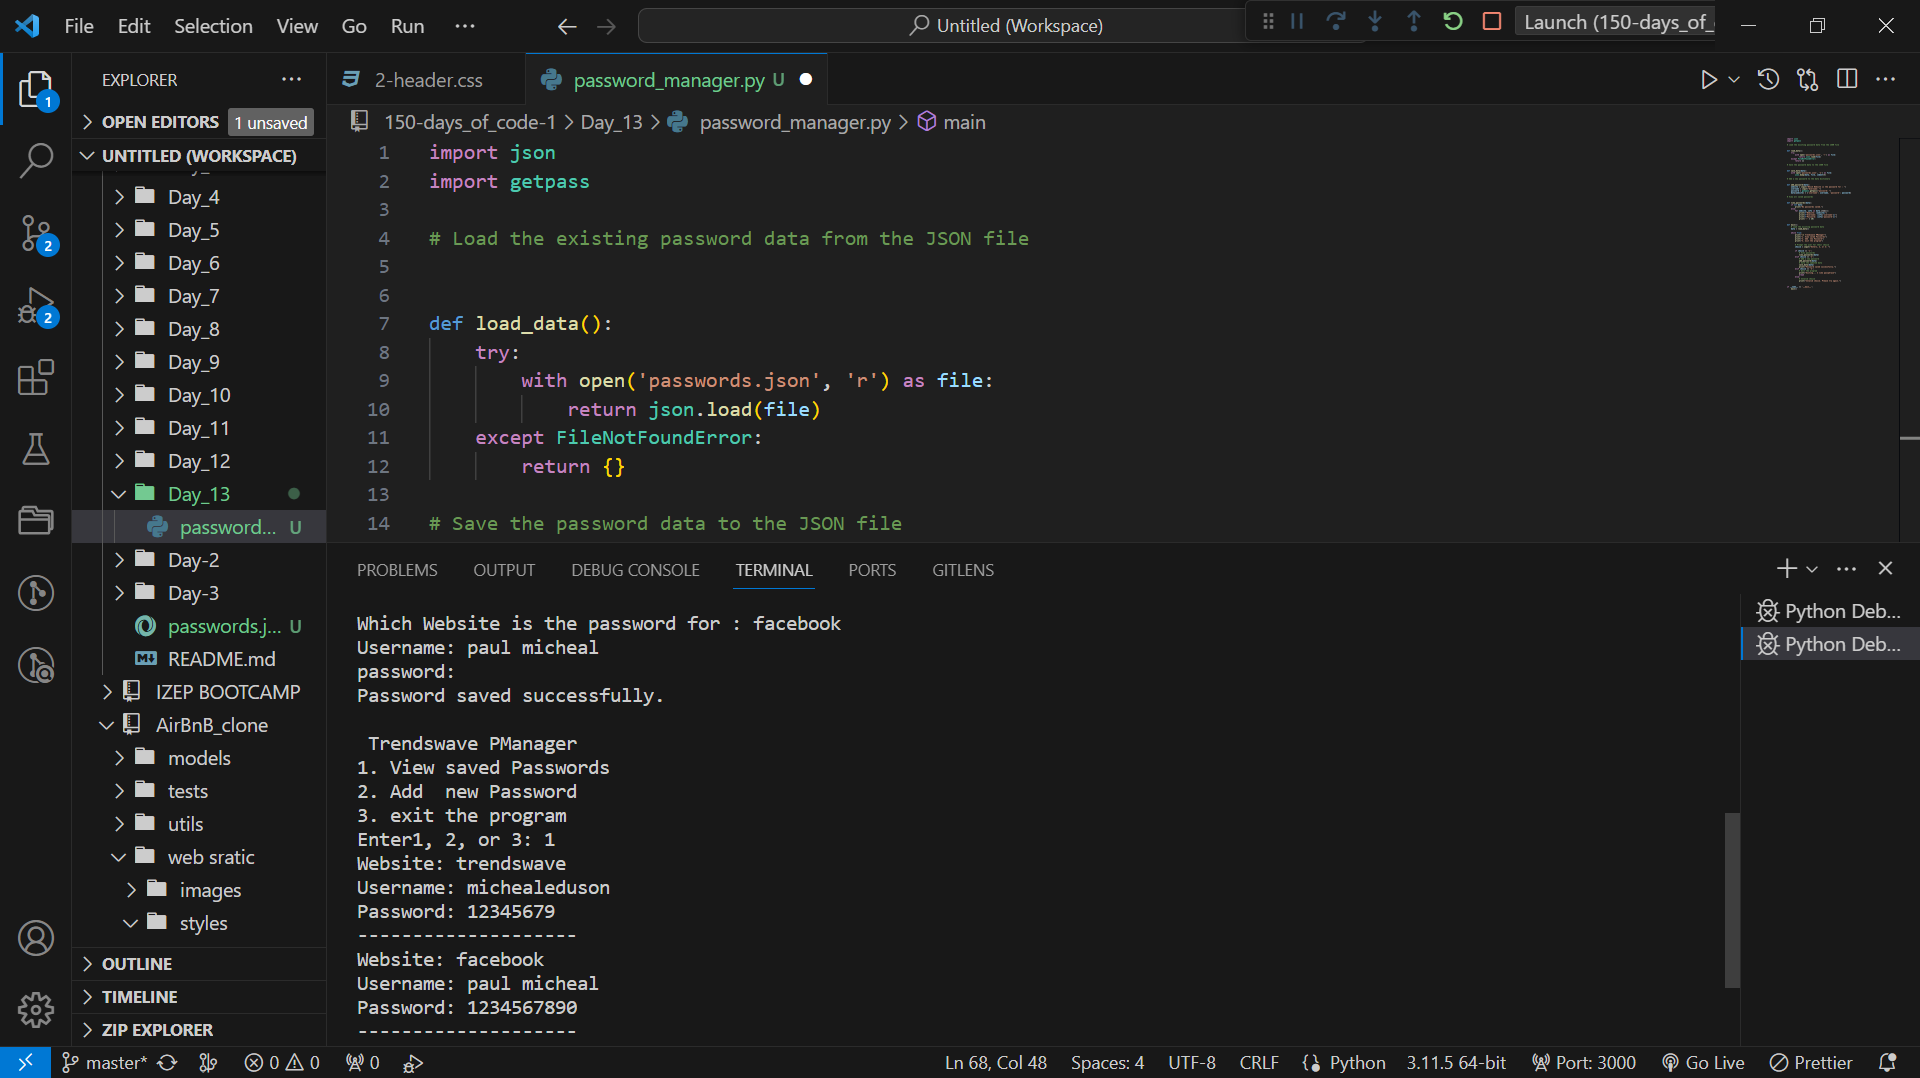 File Edit Selection View Go Run ···
Untitled (Workspace)
Launch (150-days_of_
EXPLORER
OPEN EDITORS 1 unsaved
UNTITLED (WORKSPACE)
Day_4
Day_5
Day_6
Day_7
Day_8
Day_9
Day_10
Day_11
Day_12
Day_13
password... U
Day-2
Day-3
passwords.j... U
README.md
IZEP BOOTCAMP
AirBnB_clone
models
tests
utils
web sratic
images
styles
OUTLINE
TIMELINE
ZIP EXPLORER
1
2
2
2-header.css password_manager.py U
150-days_of_code-1 > Day_13 > password_manager.py > main
1 import json
2 import getpass
3
4 # Load the existing password data from the JSON file
5
6
7 def load_data():
8 try:
9 with open('passwords.json', 'r') as file:
10 return json.load(file)
11 except FileNotFoundError:
12 return {}
13
14 # Save the password data to the JSON file
PROBLEMS OUTPUT DEBUG CONSOLE TERMINAL PORTS GITLENS
Which Website is the password for : facebook
Username: paul micheal
password:
Password saved successfully.
Trendswave PManager
1. View saved Passwords
2. Add  new Password
3. exit the program
Enter1, 2, or 3: 1
Website: trendswave
Username: michealeduson
Password: 12345679
--------------------
Website: facebook
Username: paul micheal
Password: 1234567890
--------------------
Python Deb...
Python Deb...
master* 0 0 0 Ln 68, Col 48 Spaces: 4 UTF-8 CRLF Python 3.11.5 64-bit Port: 3000 Go Live Prettier